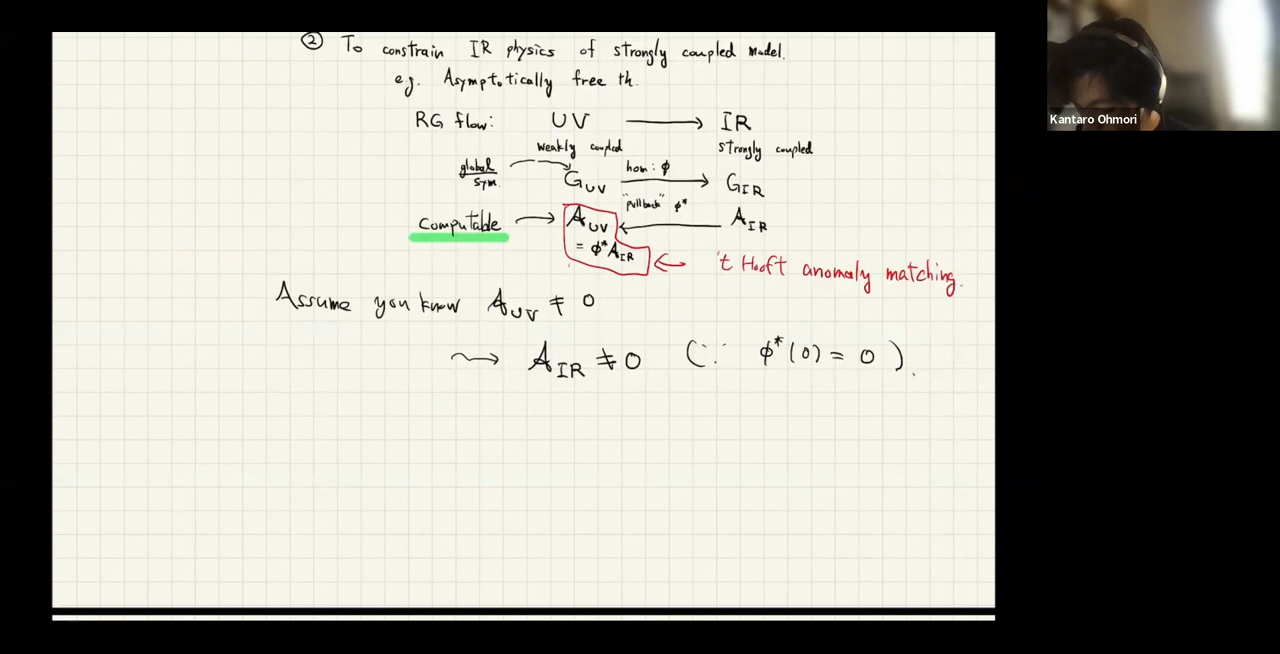 ② To constrain IR physics of strongly coupled model.
e.g. Asymptotically free th.
RG flow: UV → IR
weakly coupled strongly coupled
global sym. G_UV hom: φ → G_IR
computable → A_UV ← "pullback" φ* A_IR
= φ* A_IR ← 't Hooft anomaly matching.
Assume you know A_UV ≠ 0
⇝ A_IR ≠ 0 (∵ φ*(0) = 0).
Kantaro Ohmori